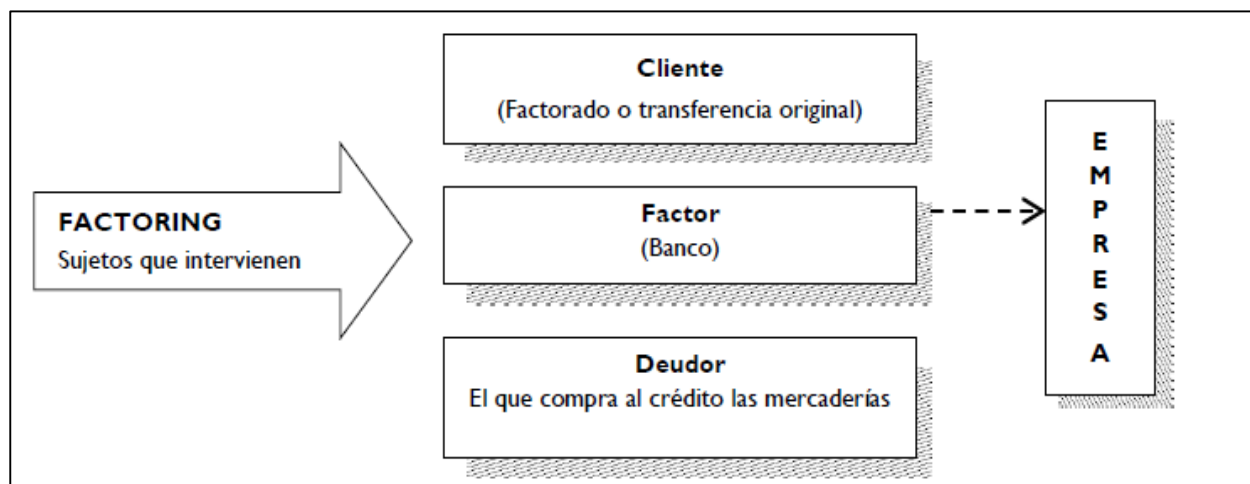 FACTORING
Sujetos que intervienen
Cliente
(Factorado o transferencia original)
Factor
(Banco)
Deudor
El que compra al crédito las mercaderías
E
M
P
R
E
S
A